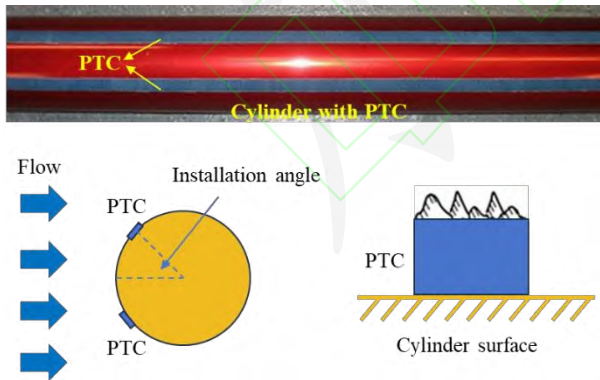 PTC
Cylinder with PTC
Flow
Installation angle
PTC
PTC
PTC
Cylinder surface